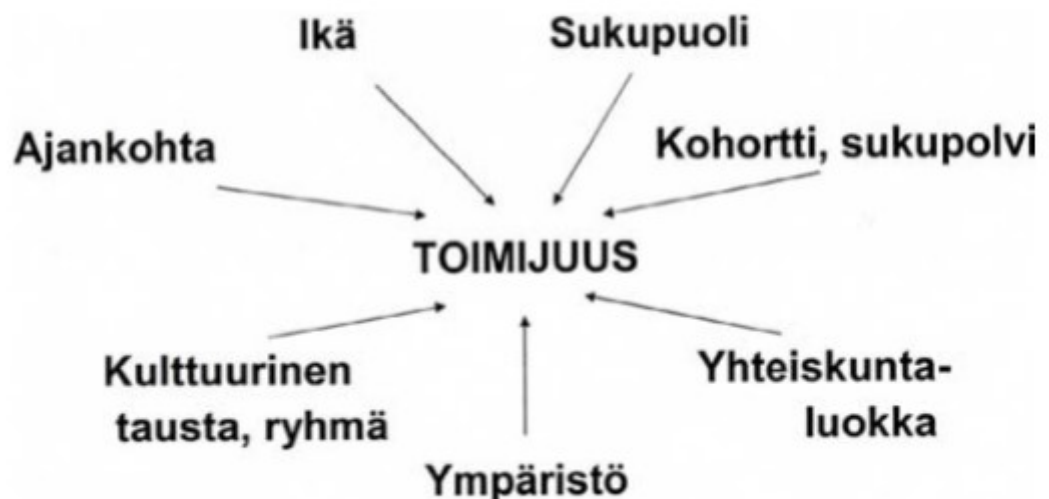 Ikä
Sukupuoli
Ajankohta
Kohortti, sukupolvi
TOIMIJUUS
Kulttuurinen
tausta, ryhmä
Yhteiskunta-
luokka
Ympäristö